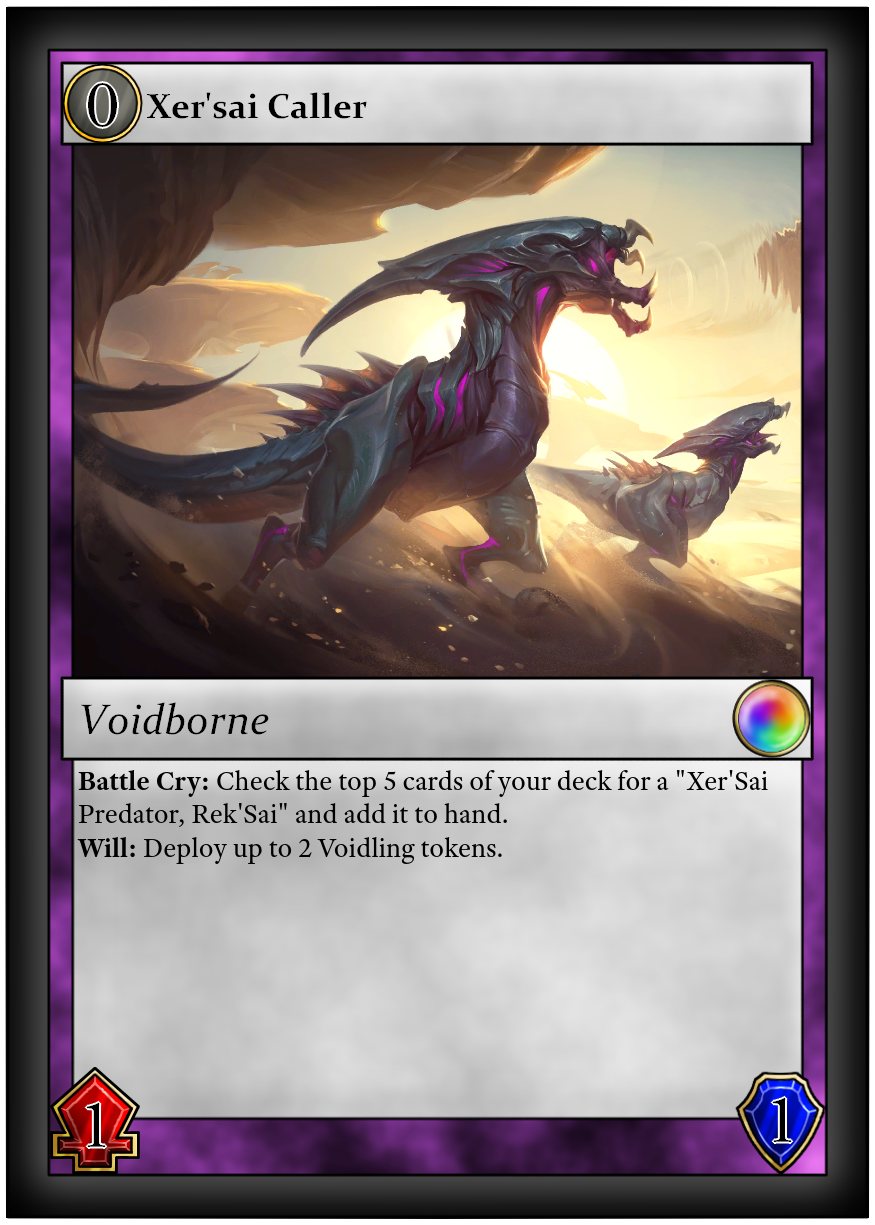 0
Xer'sai Caller
Voidborne
Battle Cry: Check the top 5 cards of your deck for a "Xer'Sai
Predator, Rek'Sai" and add it to hand.
Will: Deploy up to 2 Voidling tokens.
1
1